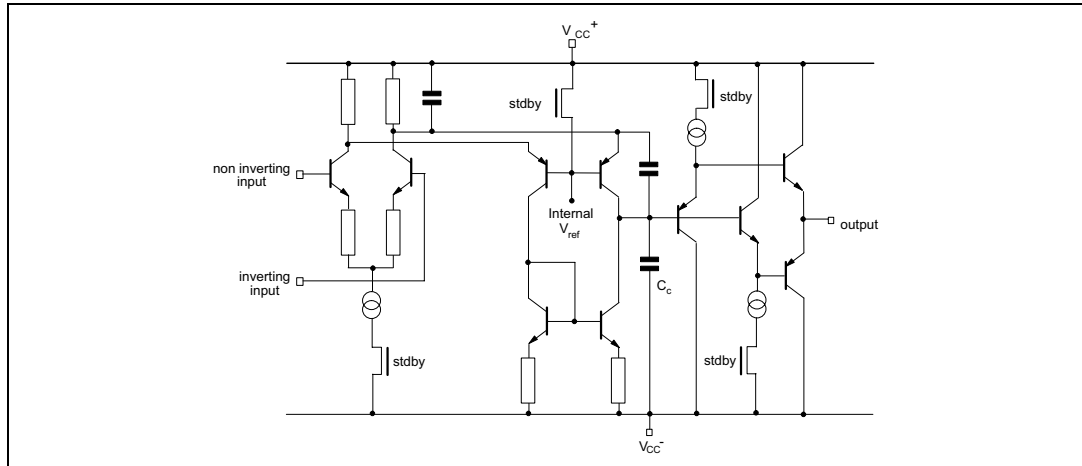 VCC+
stdby
stdby
non inverting
input
Internal
Vref
output
inverting
input
Cc
stdby
stdby
VCC-